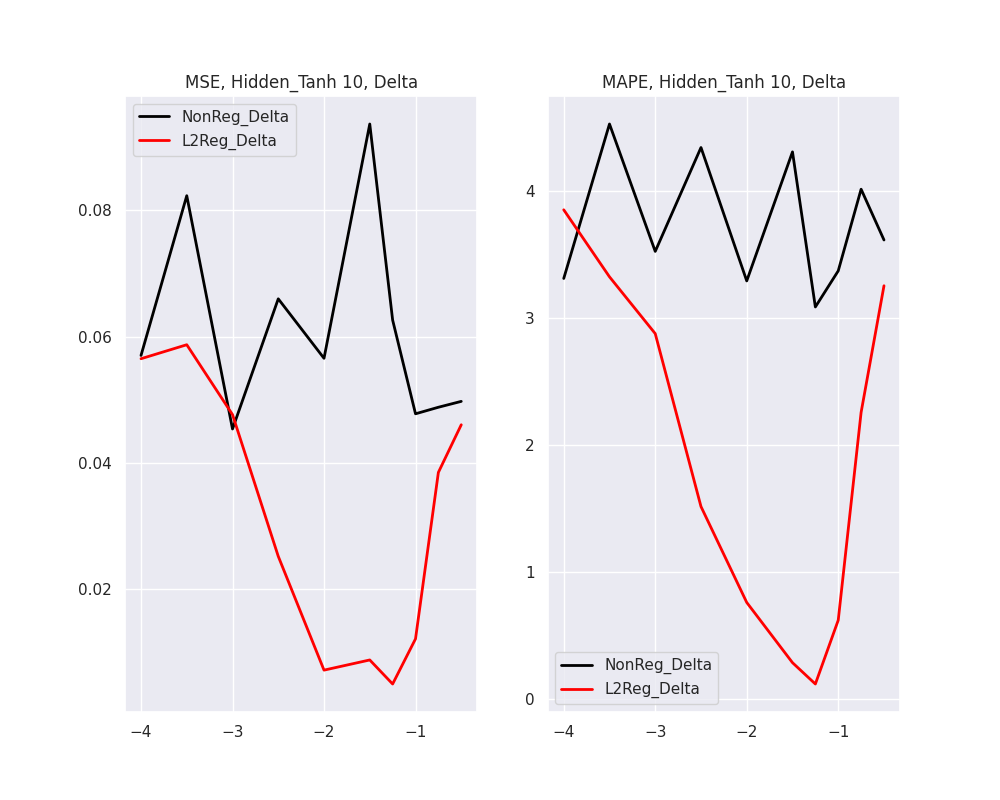 MSE, Hidden_Tanh 10, Delta
NonReg_Delta
L2Reg_Delta
0.08
0.06
0.04
0.02
−4
−3
−2
−1
MAPE, Hidden_Tanh 10, Delta
4
3
2
1
0
NonReg_Delta
L2Reg_Delta
−4
−3
−2
−1